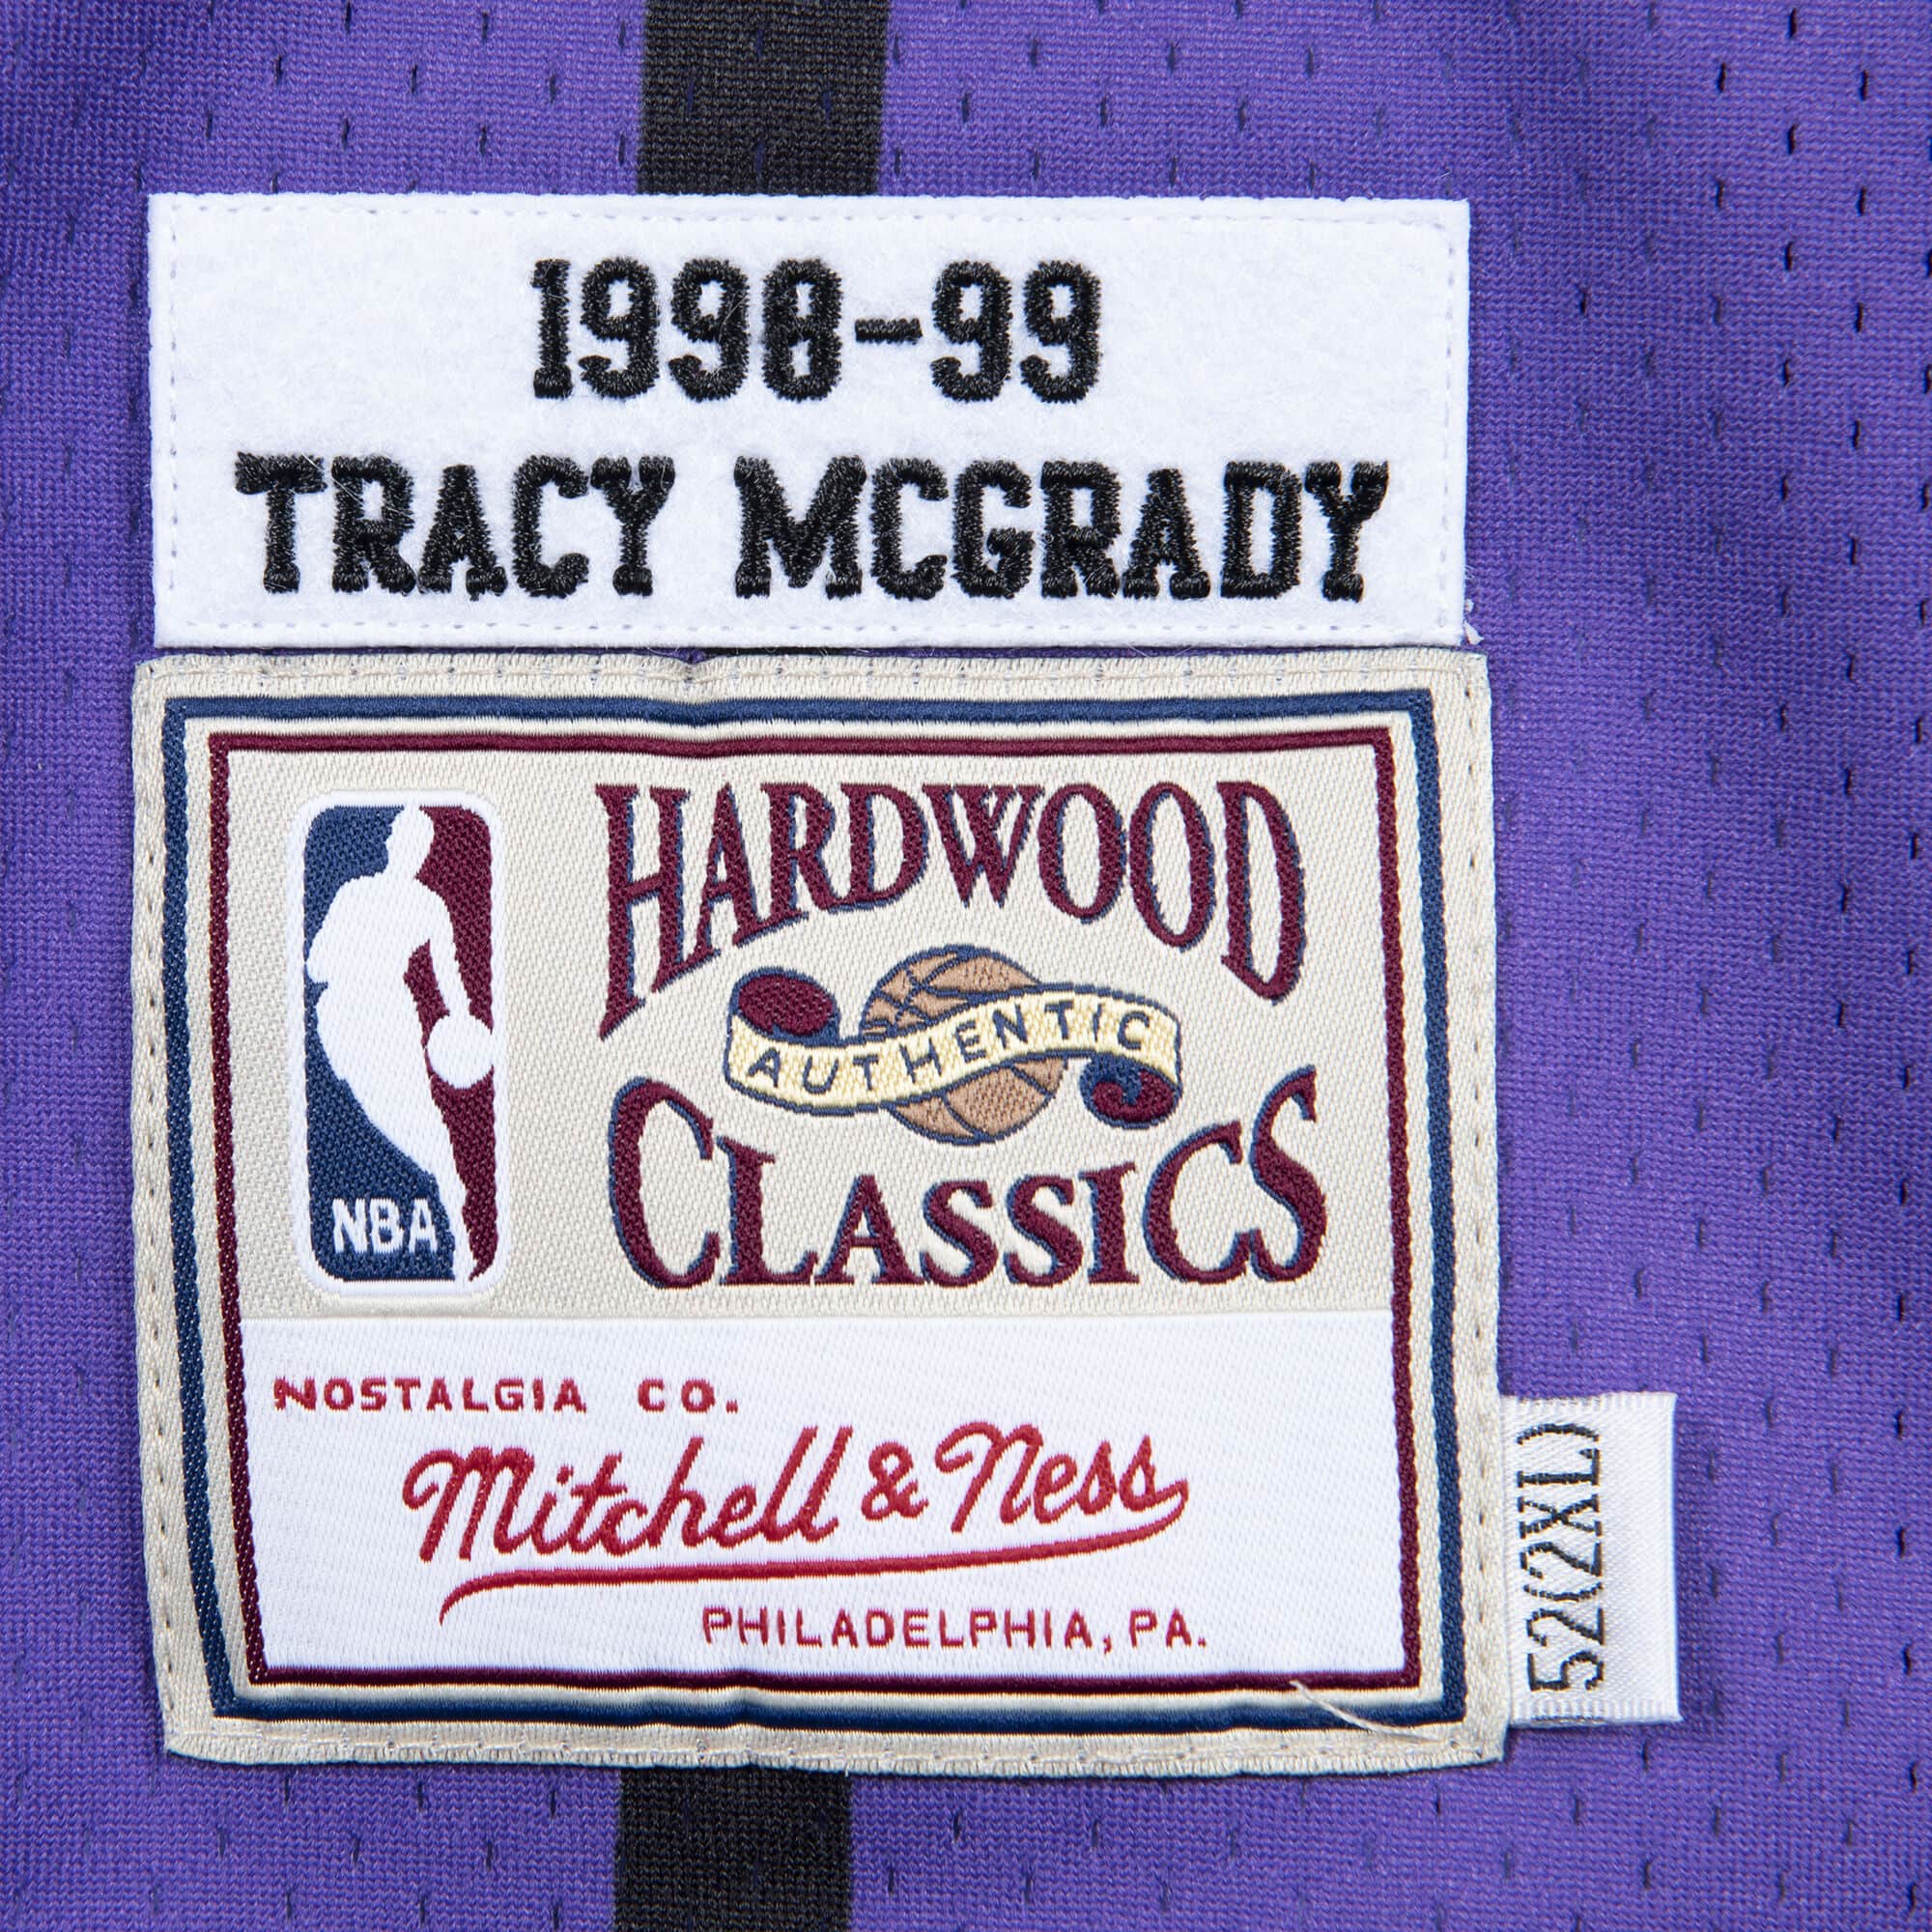 1998-99
TRACY MCGRADY
HARDWOOD
AUTHENTIC
CLASSICS
NBA
NOSTALGIA CO.
Mitchell & Ness
PHILADELPHIA, PA.
52(2XL)